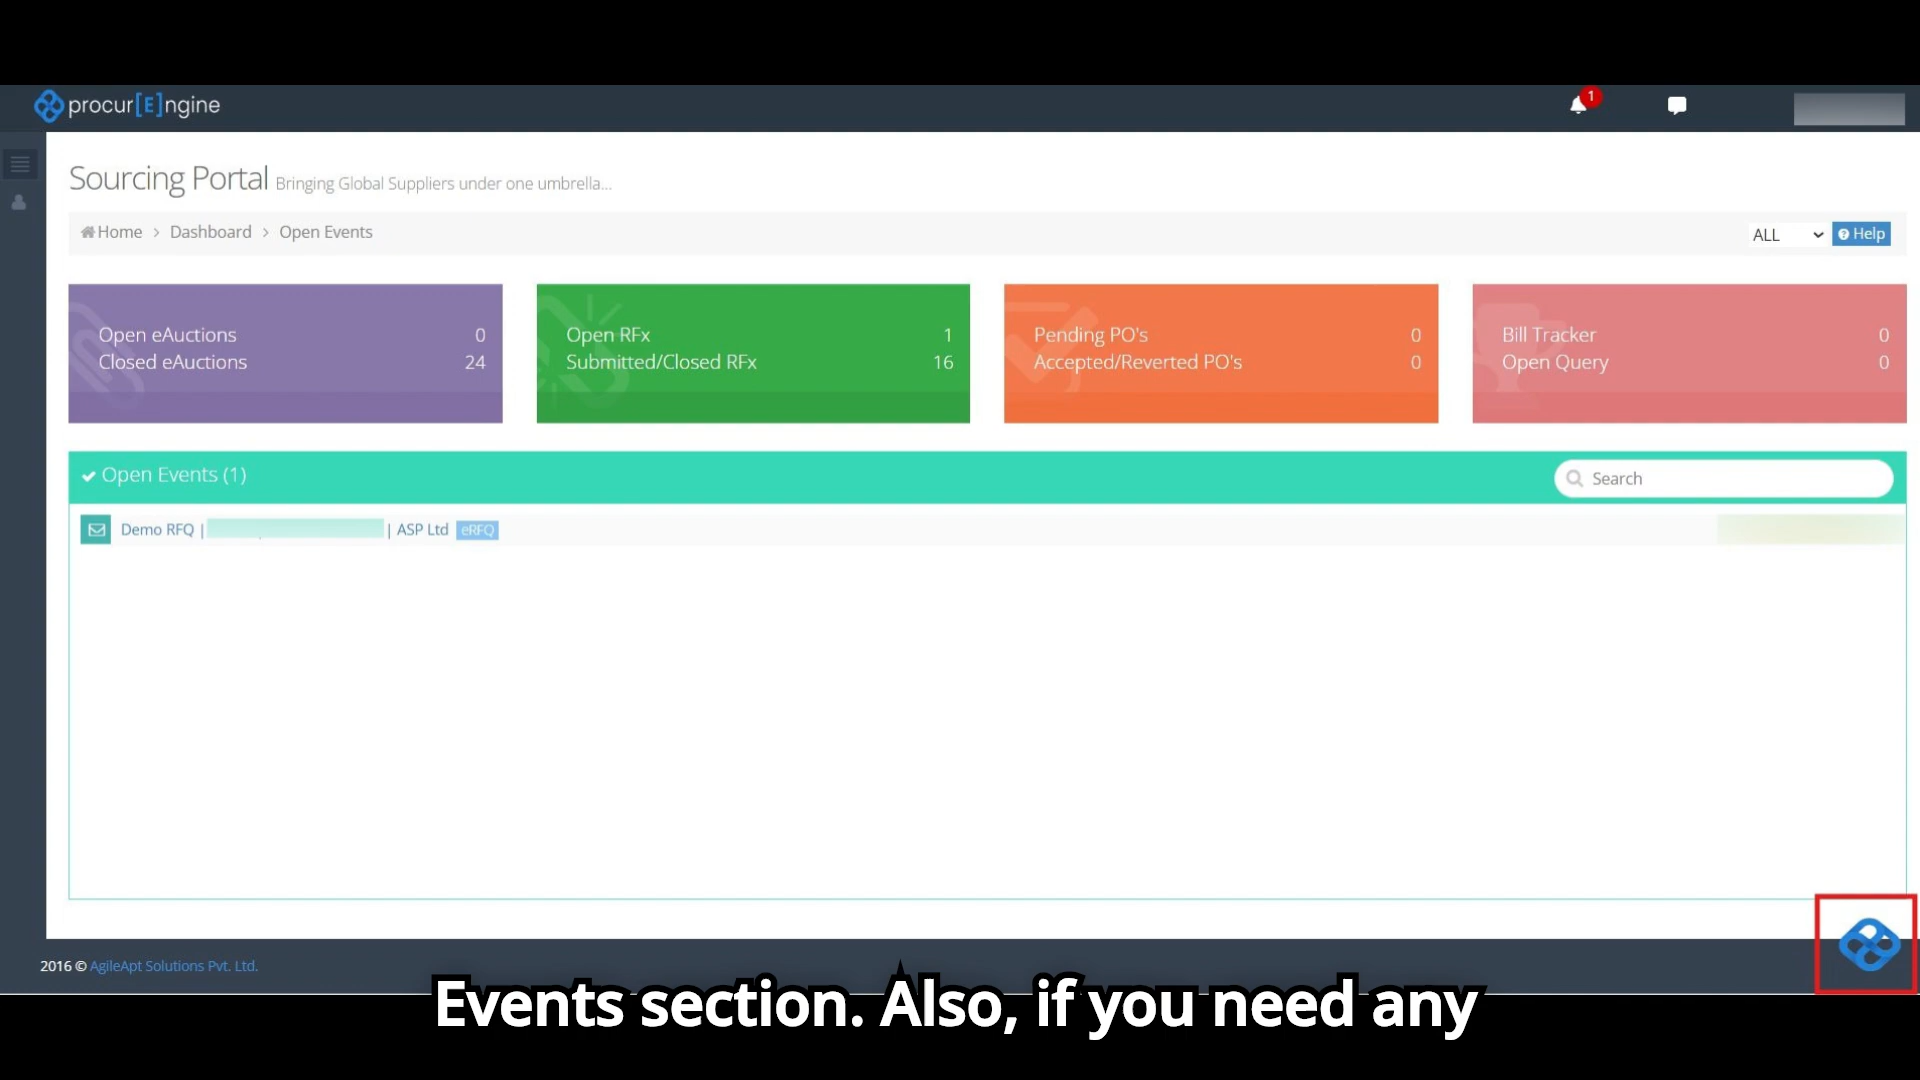 procur[E]ngine
1
Sourcing Portal Bringing Global Suppliers under one umbrella...
Home > Dashboard > Open Events
ALL
Help
Open eAuctions 0
Closed eAuctions 24
Open RFx 1
Submitted/Closed RFx 16
Pending PO's 0
Accepted/Reverted PO's 0
Bill Tracker 0
Open Query 0
Open Events (1)
Search
Demo RFQ | | ASP Ltd eRFQ
2016 © AgileApt Solutions Pvt. Ltd.
Events section. Also, if you need any